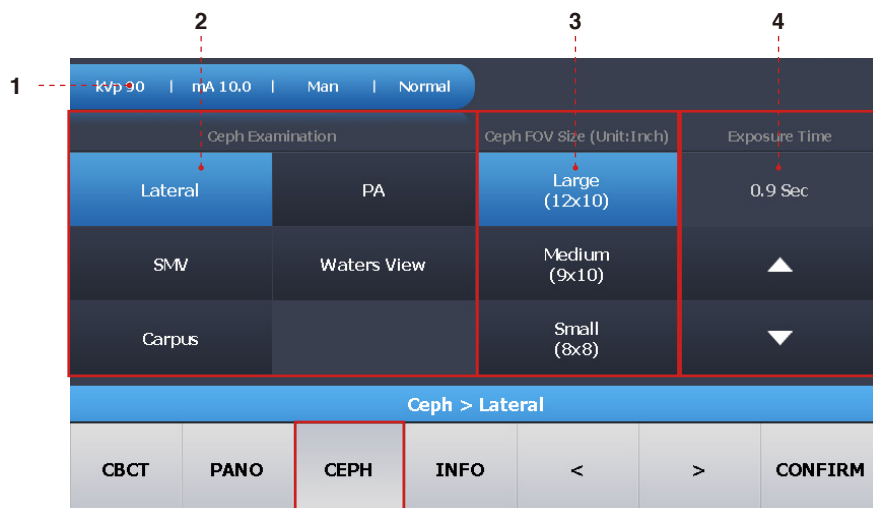 2 3 4
1
kVp 90 | mA 10.0 | Man | Normal
Ceph Examination Ceph FOV Size (Unit:Inch) Exposure Time
Lateral PA Large
(12x10) 0.9 Sec
SMV Waters View Medium
(9x10)
Carpus Small
(8x8)
Ceph > Lateral
CBCT PANO CEPH INFO < > CONFIRM